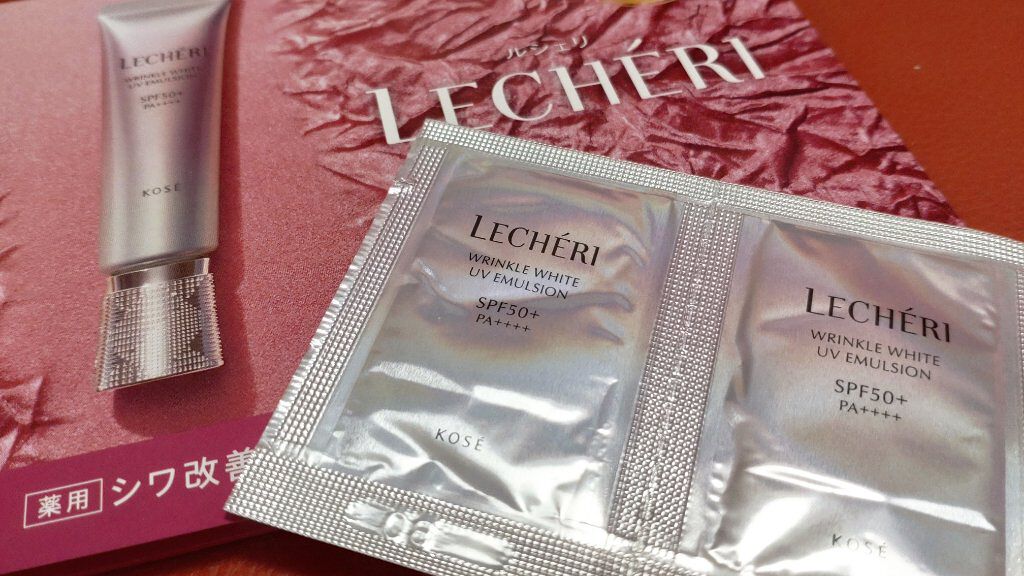 LECHÉRI
WRINKLE WHITE
UV EMULSION
SPF50+
PA++++
KOSÉ
ルシェリ
LECHÉRI
薬用 シワ改善
LECHÉRI
WRINKLE WHITE
UV EMULSION
SPF50+
PA++++
KOSÉ
LECHÉRI
WRINKLE WHITE
UV EMULSION
SPF50+
PA++++
KOSÉ